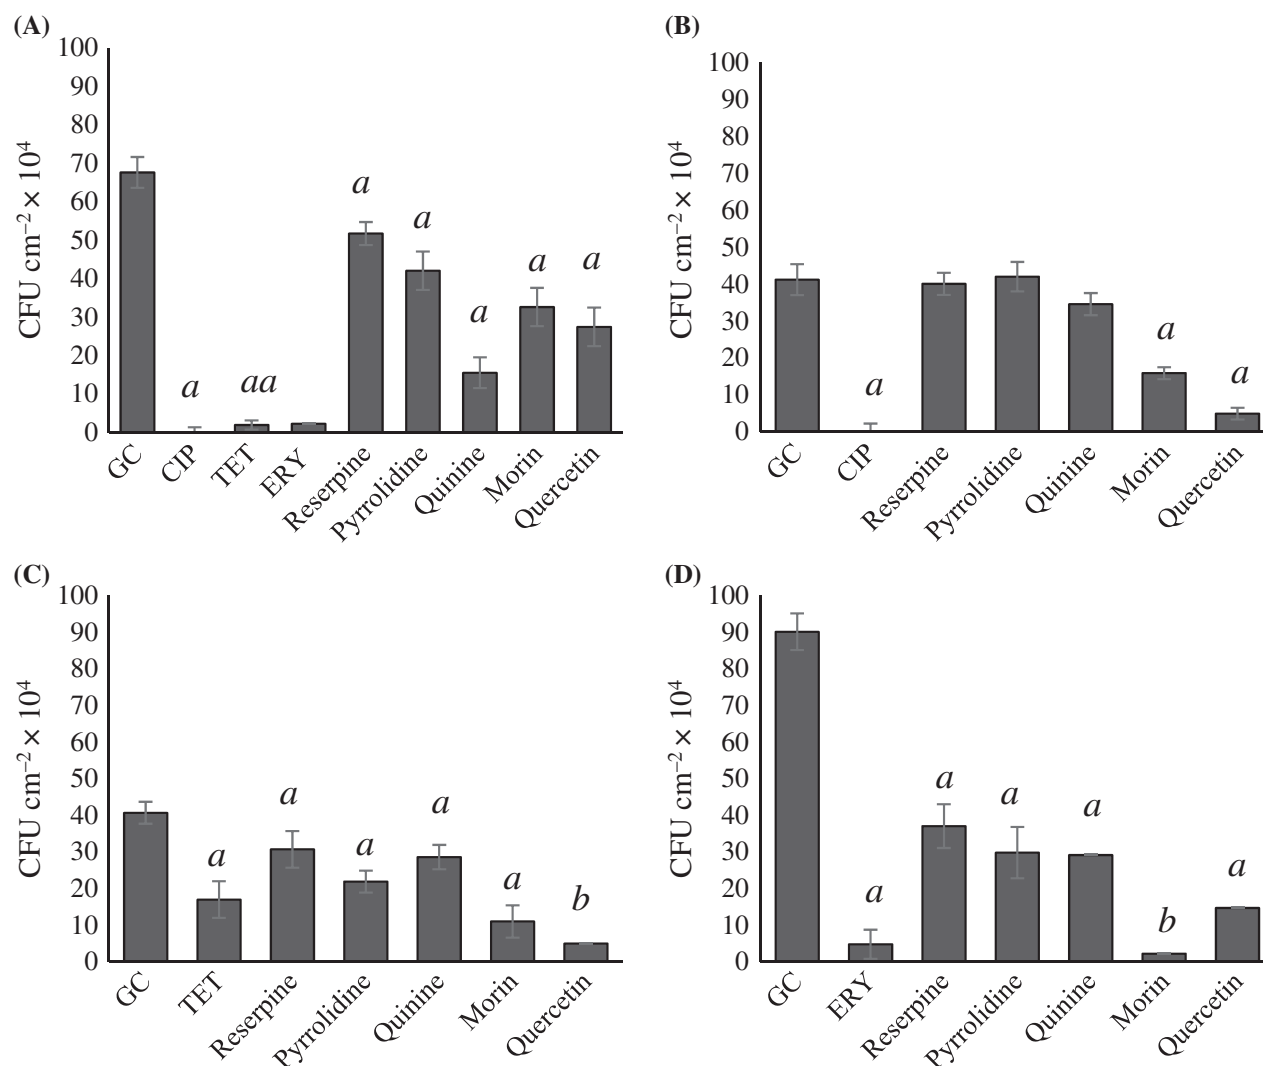 (A)
100
90
80
70
60
50
40
30
20
10
0
CFU cm⁻² × 10⁴
a
aa
a
a
a
a
a
GC
CIP
TET
ERY
Reserpine
Pyrrolidine
Quinine
Morin
Quercetin
(B)
100
90
80
70
60
50
40
30
20
10
0
CFU cm⁻² × 10⁴
a
a
a
GC
CIP
Reserpine
Pyrrolidine
Quinine
Morin
Quercetin
(C)
100
90
80
70
60
50
40
30
20
10
0
CFU cm⁻² × 10⁴
a
a
a
a
a
b
GC
TET
Reserpine
Pyrrolidine
Quinine
Morin
Quercetin
(D)
100
90
80
70
60
50
40
30
20
10
0
CFU cm⁻² × 10⁴
a
a
a
a
b
a
GC
ERY
Reserpine
Pyrrolidine
Quinine
Morin
Quercetin